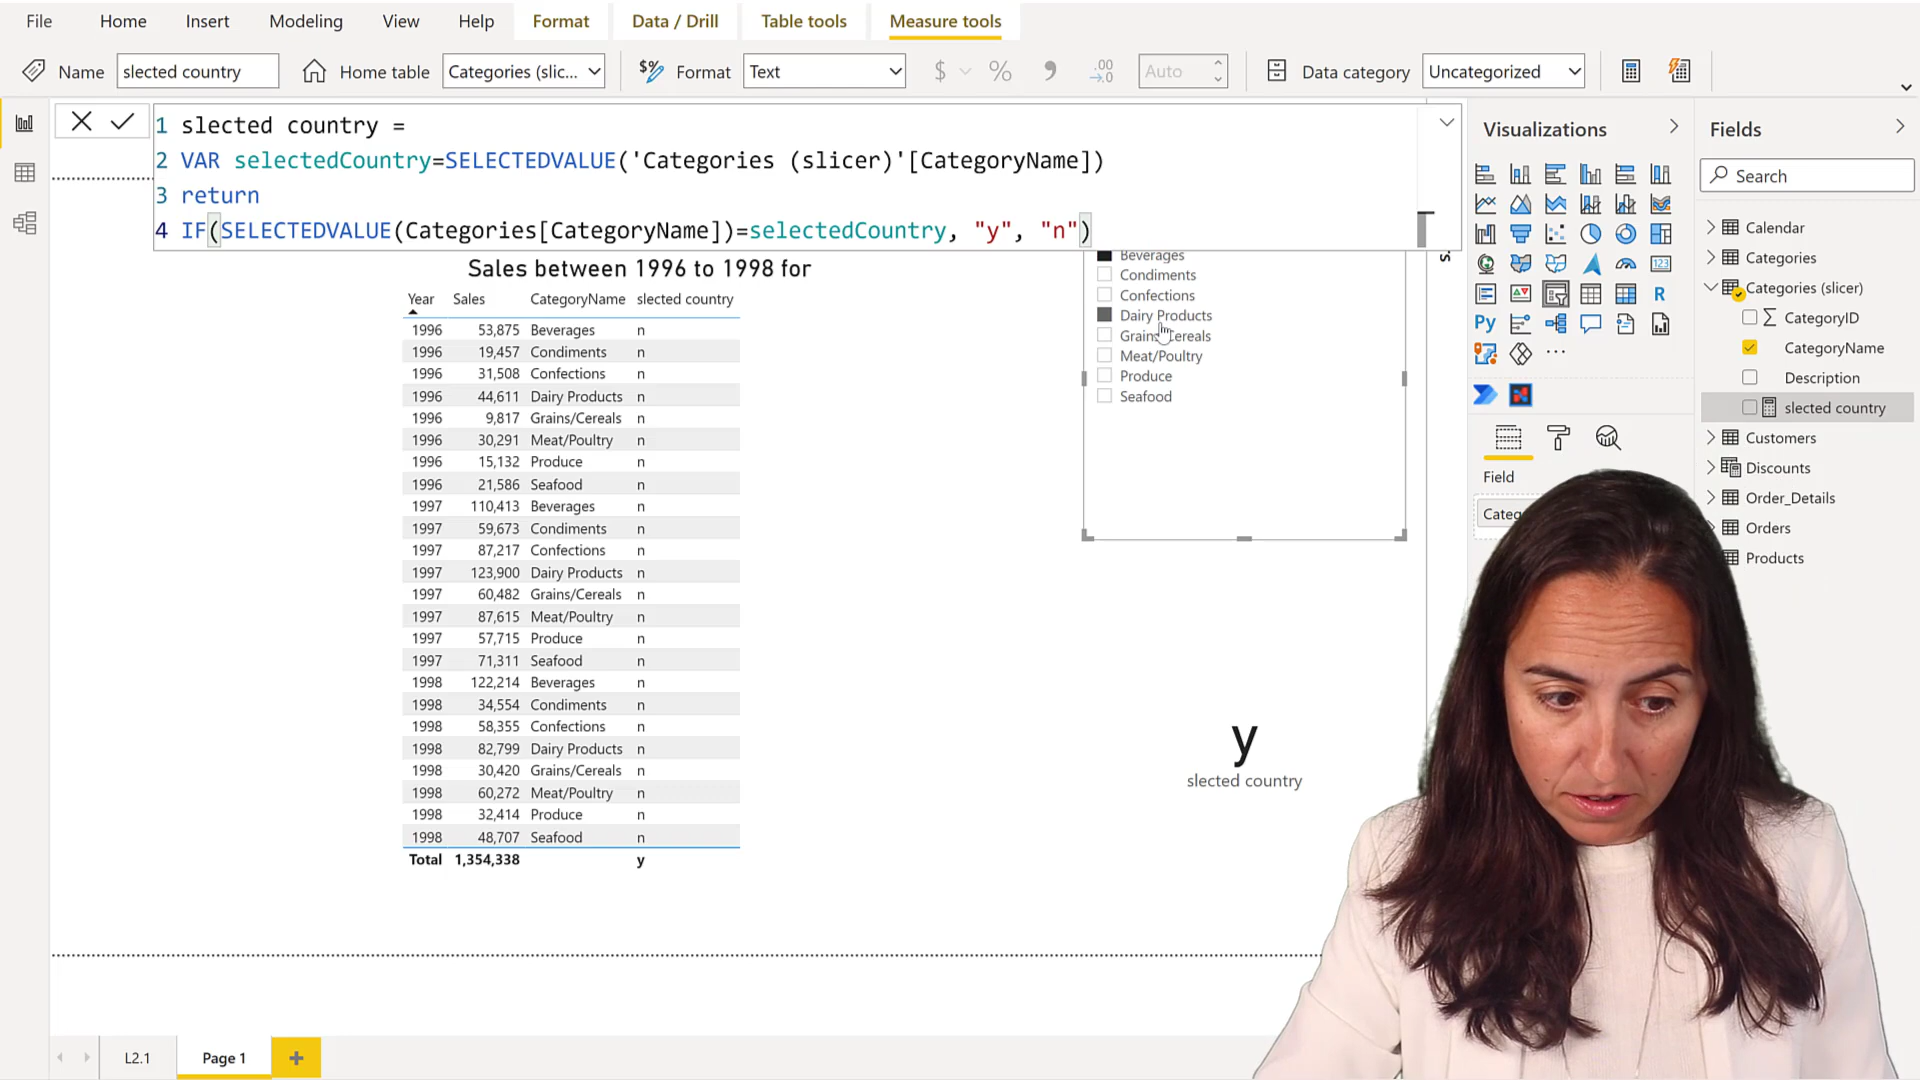 File Home Insert Modeling View Help Format Data / Drill Table tools Measure tools
Name slected country Home table Categories (slic... $% Format Text $ % 9 .00 →.0 Auto Data category Uncategorized
1 slected country =
2 VAR selectedCountry=SELECTEDVALUE('Categories (slicer)'[CategoryName])
3 return
4 IF(SELECTEDVALUE(Categories[CategoryName])=selectedCountry, "y", "n")
Sales between 1996 to 1998 for
Year Sales CategoryName slected country
1996 53,875 Beverages n
1996 19,457 Condiments n
1996 31,508 Confections n
1996 44,611 Dairy Products n
1996 9,817 Grains/Cereals n
1996 30,291 Meat/Poultry n
1996 15,132 Produce n
1996 21,586 Seafood n
1997 110,413 Beverages n
1997 59,673 Condiments n
1997 87,217 Confections n
1997 123,900 Dairy Products n
1997 60,482 Grains/Cereals n
1997 87,615 Meat/Poultry n
1997 57,715 Produce n
1997 71,311 Seafood n
1998 122,214 Beverages n
1998 34,554 Condiments n
1998 58,355 Confections n
1998 82,799 Dairy Products n
1998 30,420 Grains/Cereals n
1998 60,272 Meat/Poultry n
1998 32,414 Produce n
1998 48,707 Seafood n
Total 1,354,338 y
Beverages
Condiments
Confections
Dairy Products
Grains/Cereals
Meat/Poultry
Produce
Seafood
y
slected country
Visualizations
123
R
Py
...
Field
Categ
Fields
Search
Calendar
Categories
Categories (slicer)
CategoryID
CategoryName
Description
slected country
Customers
Discounts
Order_Details
Orders
Products
L2.1 Page 1 +